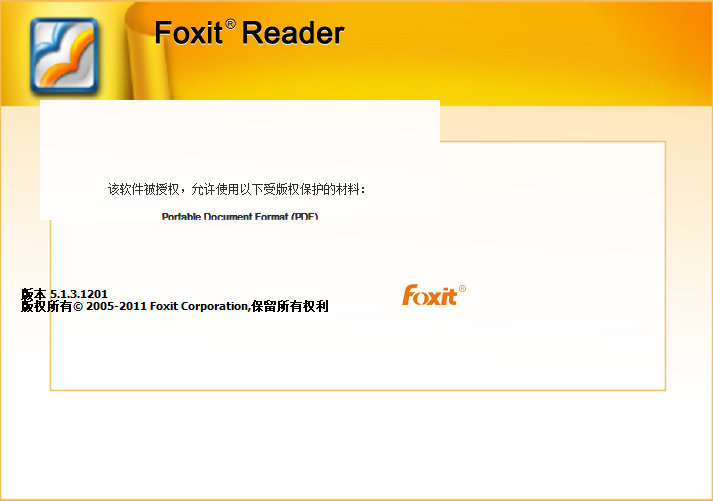 Foxit® Reader
该软件被授权，允许使用以下受版权保护的材料：
Portable Document Format (PDF)
版本 5.1.3.1201
版权所有© 2005-2011 Foxit Corporation,保留所有权利
Foxit®